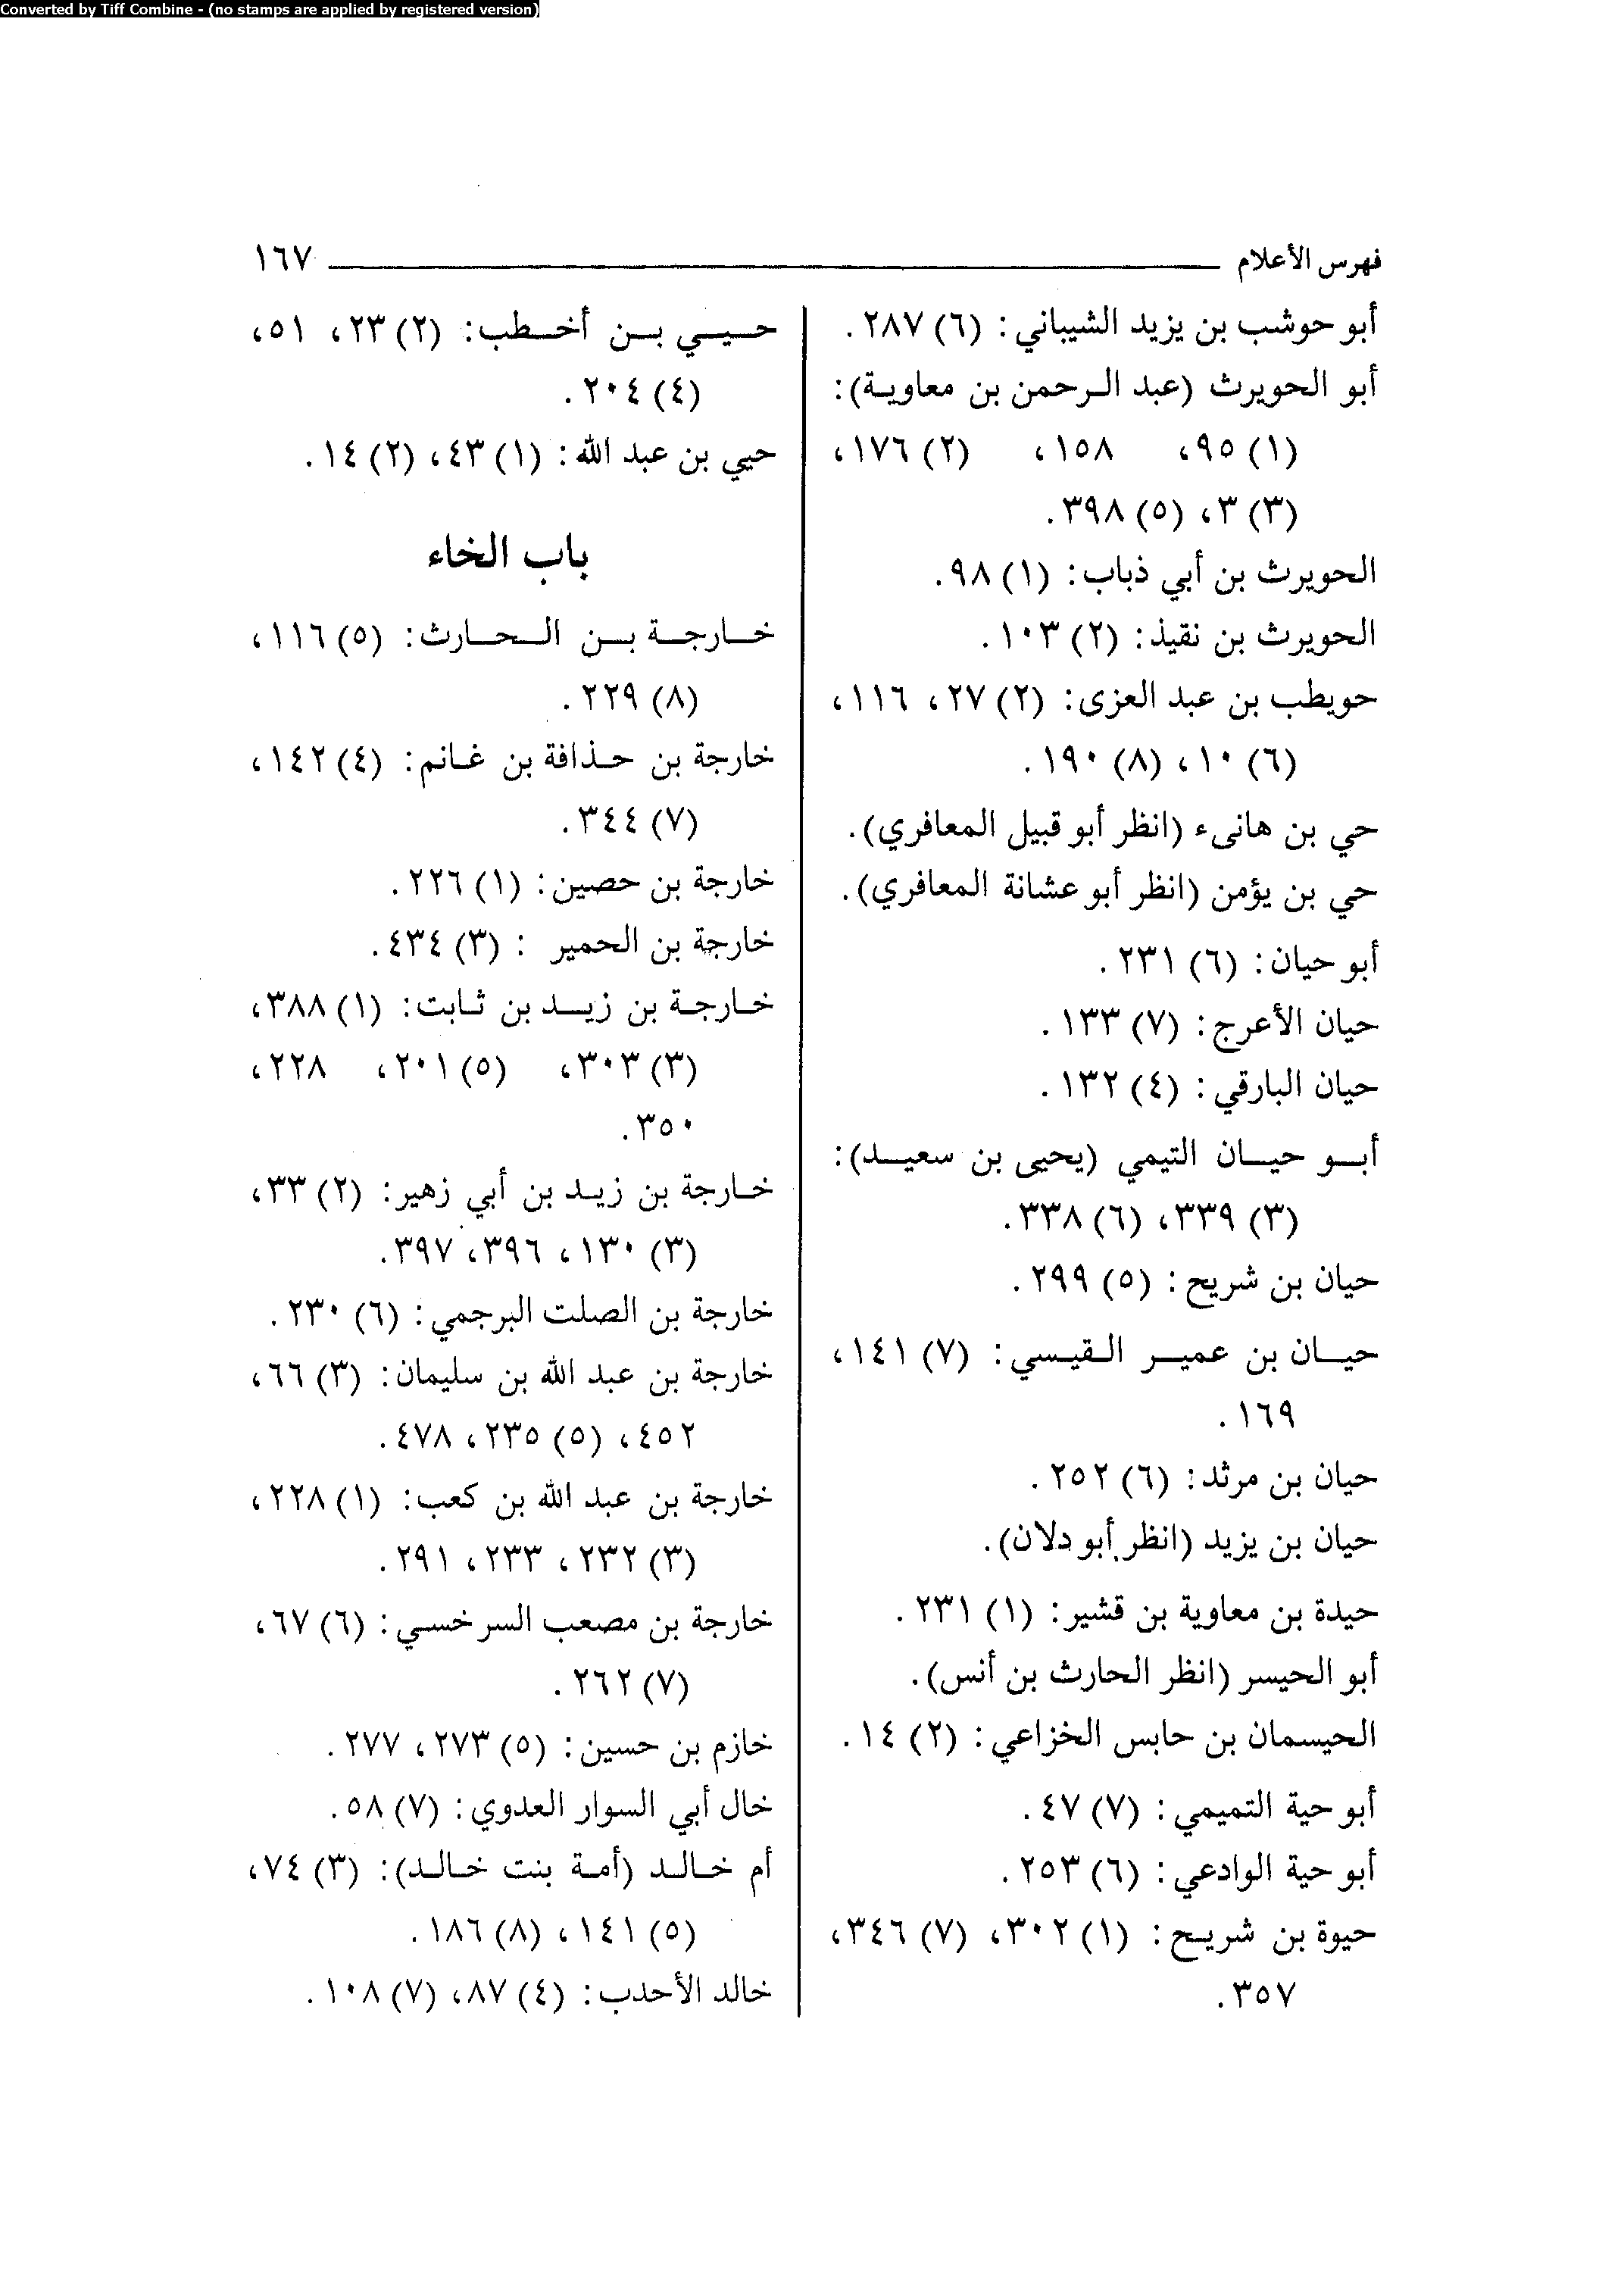 Converted by Tiff Combine - (no stamps are applied by registered version)
فهرس الأعلام ١٦٧
أبو حوشب بن يزيد الشيباني: (٦) ٢٨٧.
أبو الحويرث (عبد الرحمن بن معاوية):
(١) ٩٥، ١٥٨، (٢) ١٧٦،
(٣) ٣، (٥) ٣٩٨.
الحويرث بن أبي ذباب: (١) ٩٨.
الحويرث بن نقيذ: (٢) ١٠٣.
حويطب بن عبد العزى: (٢) ٢٧، ١١٦،
(٦) ١٠، (٨) ١٩٠.
حي بن هانىء (انظر أبو قبيل المعافري).
حي بن يؤمن (انظر أبو عشانة المعافري).
أبو حيان: (٦) ٢٣١.
حيان الأعرج: (٧) ١٣٣.
حيان البارقي: (٤) ١٣٢.
أبو حيان التيمي (يحيى بن سعيد):
(٣) ٣٣٩، (٦) ٣٣٨.
حيان بن شريح: (٥) ٢٩٩.
حيان بن عمير القيسي: (٧) ١٤١،
١٦٩.
حيان بن مرثد: (٦) ٢٥٢.
حيان بن يزيد (انظر أبو دلان).
حيدة بن معاوية بن قشير: (١) ٢٣١.
أبو الحيسر (انظر الحارث بن أنس).
الحيسمان بن حابس الخزاعي: (٢) ١٤.
أبو حية التميمي: (٧) ٤٧.
أبو حية الوادعي: (٦) ٢٥٣.
حيوة بن شريح: (١) ٣٠٢، (٧) ٣٤٦،
٣٥٧.
حيي بن أخطب: (٢) ٢٣، ٥١،
(٤) ٢٠٤.
حيي بن عبد الله: (١) ٤٣، (٢) ١٤.
باب الخاء
خارجة بن الحارث: (٥) ١١٦،
(٨) ٢٢٩.
خارجة بن حذافة بن غانم: (٤) ١٤٢،
(٧) ٣٤٤.
خارجة بن حصين: (١) ٢٢٦.
خارجة بن الحمير : (٣) ٤٣٤.
خارجة بن زيد بن ثابت: (١) ٣٨٨،
(٣) ٣٠٣، (٥) ٢٠١، ٢٢٨،
٣٥٠.
خارجة بن زيد بن أبي زهير: (٢) ٣٣،
(٣) ١٣٠، ٣٩٦، ٣٩٧.
خارجة بن الصلت البرجمي: (٦) ٢٣٠.
خارجة بن عبد الله بن سليمان: (٣) ٦٦،
٤٥٢، (٥) ٢٣٥، ٤٧٨.
خارجة بن عبد الله بن كعب: (١) ٢٢٨،
(٣) ٢٣٢، ٢٣٣، ٢٩١.
خارجة بن مصعب السرخسي: (٦) ٦٧،
(٧) ٢٦٢.
خازم بن حسين: (٥) ٢٧٣، ٢٧٧.
خال أبي السوار العدوي: (٧) ٥٨.
أم خالد (أمة بنت خالد): (٣) ٧٤،
(٥) ١٤١، (٨) ١٨٦.
خالد الأحدب: (٤) ٨٧، (٧) ١٠٨.